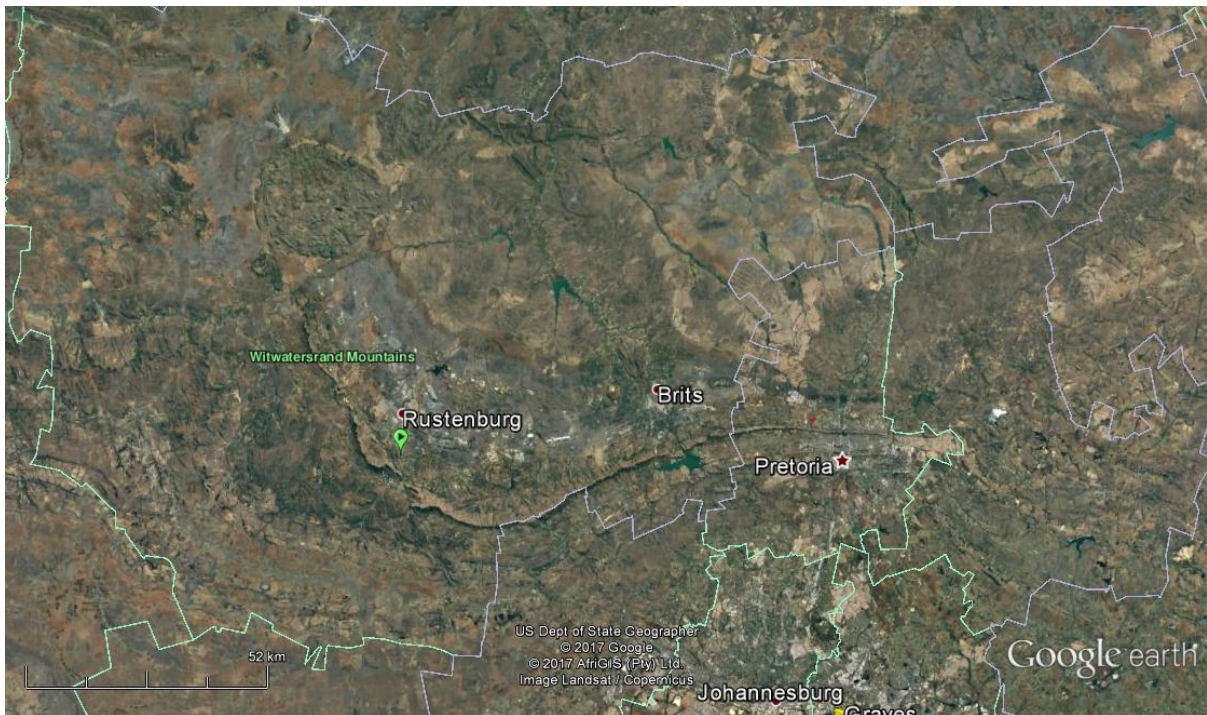 Witwatersrand Mountains
Brits
Rustenburg
Pretoria
52 km
US Dept of State Geographer
© 2017 Google
© 2017 AfriGIS (Pty) Ltd.
Image Landsat / Copernicus
Google earth
Johannesburg
Graves